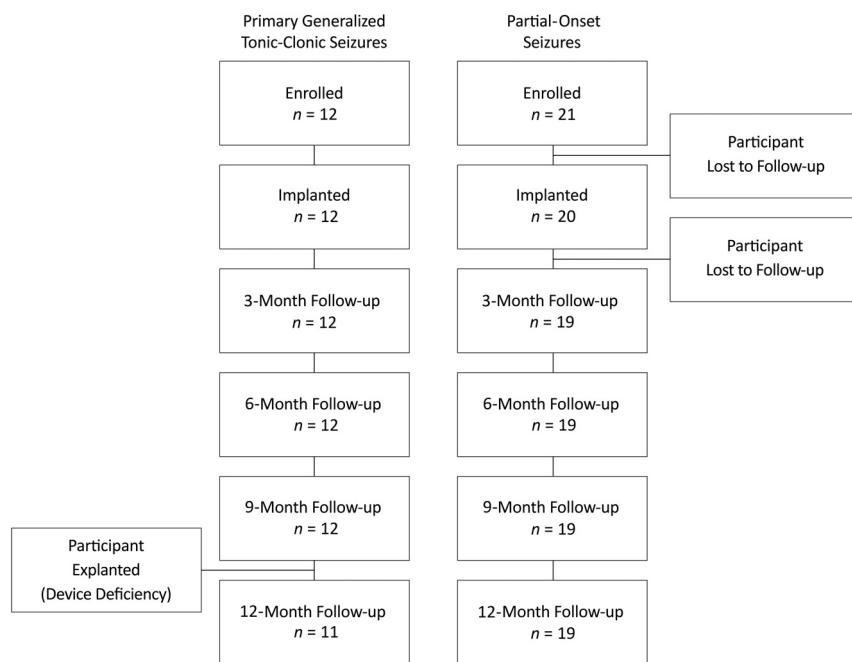 Primary Generalized
Tonic-Clonic Seizures
Enrolled
n = 12
Implanted
n = 12
3-Month Follow-up
n = 12
6-Month Follow-up
n = 12
9-Month Follow-up
n = 12
Participant
Explanted
(Device Deficiency)
12-Month Follow-up
n = 11
Partial-Onset
Seizures
Enrolled
n = 21
Participant
Lost to Follow-up
Implanted
n = 20
Participant
Lost to Follow-up
3-Month Follow-up
n = 19
6-Month Follow-up
n = 19
9-Month Follow-up
n = 19
12-Month Follow-up
n = 19